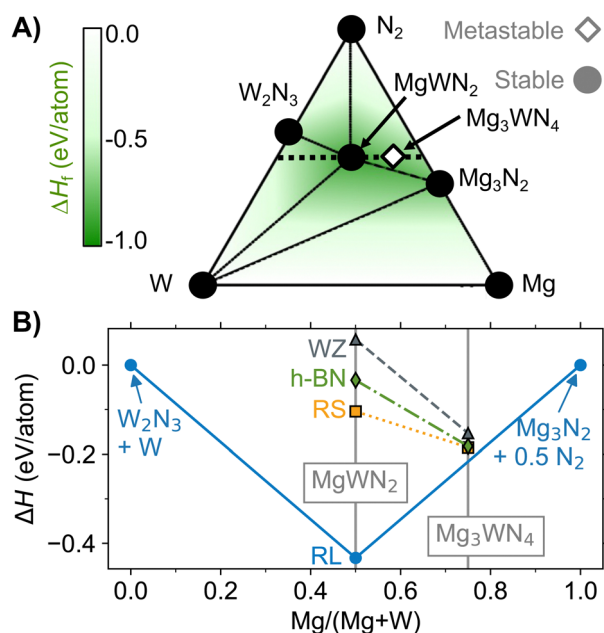 A)
N2
0.0
-0.5
-1.0
ΔHf (eV/atom)
Metastable
Stable
W2N3
MgWN2
Mg3WN4
Mg3N2
W
Mg
B)
0.0
−0.2
−0.4
ΔH (eV/atom)
WZ
h-BN
RS
RL
W2N3
+ W
Mg3N2
+ 0.5 N2
MgWN2
Mg3WN4
0.0 0.2 0.4 0.6 0.8 1.0
Mg/(Mg+W)